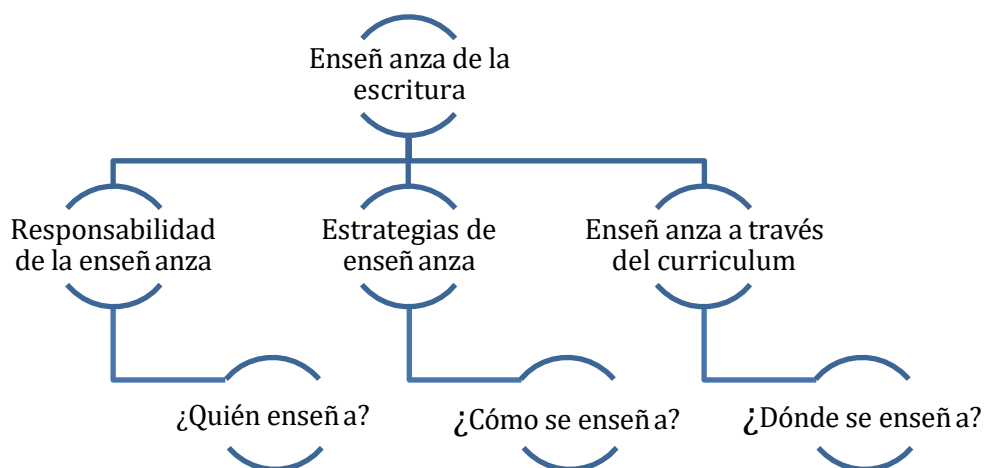 Enseñanza de la
escritura
Responsabilidad
de la enseñanza
Estrategias de
enseñanza
Enseñanza a través
del curriculum
¿Quién enseña?
¿Cómo se enseña?
¿Dónde se enseña?